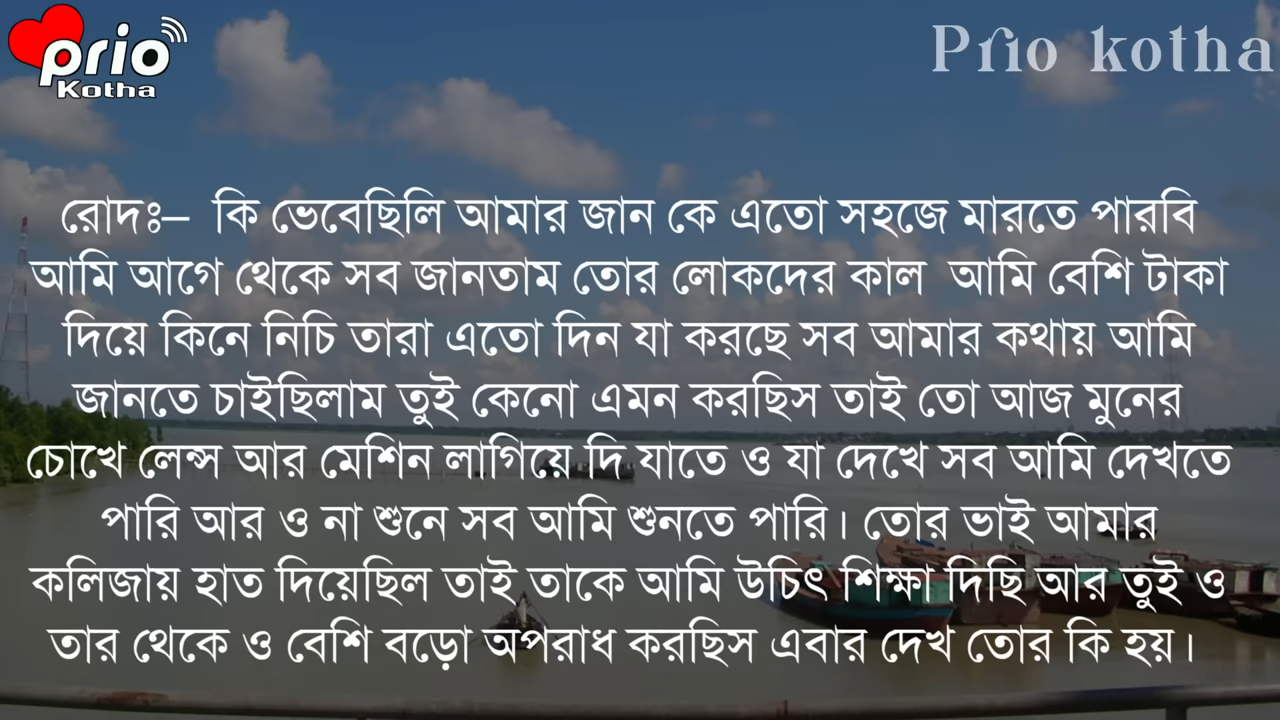 prio
Kotha
Prio kotha
রোদঃ– কি ভেবেছিলি আমার জান কে এতো সহজে মারতে পারবি
আমি আগে থেকে সব জানতাম তোর লোকদের কাল আমি বেশি টাকা
দিয়ে কিনে নিচি তারা এতো দিন যা করছে সব আমার কথায় আমি
জানতে চাইছিলাম তুই কেনো এমন করছিস তাই তো আজ মুনের
চোখে লেন্স আর মেশিন লাগিয়ে দি যাতে ও যা দেখে সব আমি দেখতে
পারি আর ও না শুনে সব আমি শুনতে পারি। তোর ভাই আমার
কলিজায় হাত দিয়েছিল তাই তাকে আমি উচিৎ শিক্ষা দিছি আর তুই ও
তার থেকে ও বেশি বড়ো অপরাধ করছিস এবার দেখ তোর কি হয়।